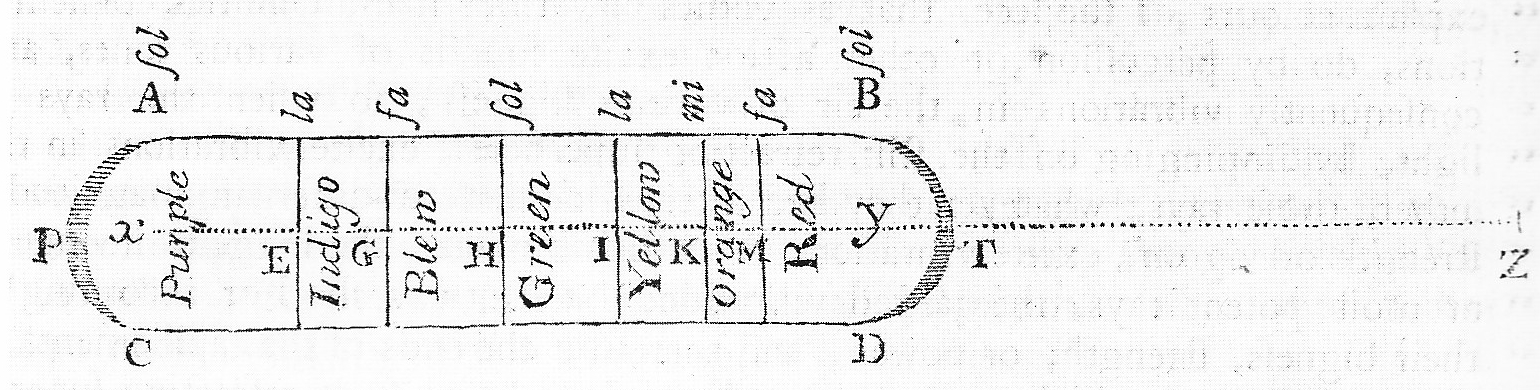 A ſol la fa ſol la mi fa B ſol
Purple Indigo Blew Green Yellow Orange Red
P x E G H I K M y T Z
C D